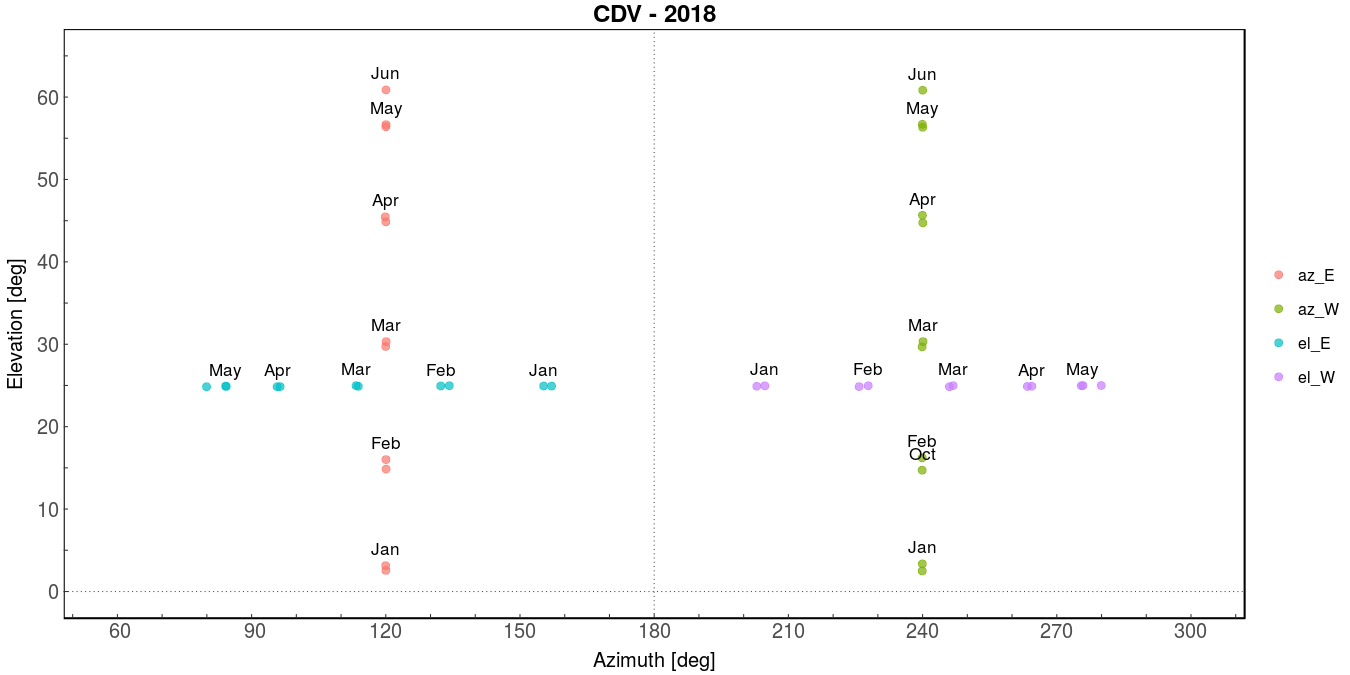 CDV - 2018
Jun
Jun
60
May
May
50
Apr
Apr
40
Elevation [deg]
az_E
az_W
Mar
Mar
30
el_E
May
Apr
Mar
Feb
Jan
Jan
Feb
Mar
Apr
May
el_W
20
Feb
Feb
Oct
10
Jan
Jan
0
60
90
120
150
180
210
240
270
300
Azimuth [deg]